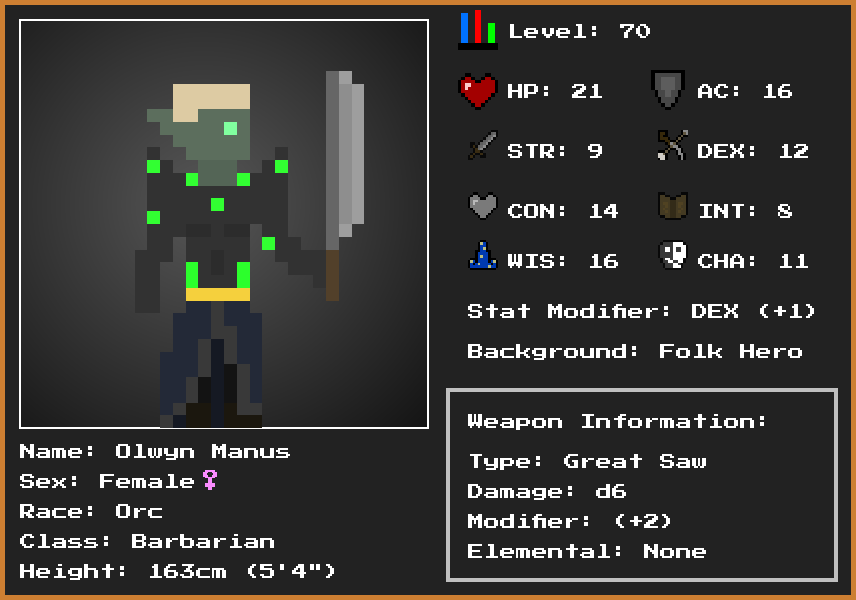 Level: 70
HP: 21 AC: 16
STR: 9 DEX: 12
CON: 14 INT: 8
WIS: 16 CHA: 11
Stat Modifier: DEX (+1)
Background: Folk Hero
Weapon Information:
Type: Great Saw
Damage: d6
Modifier: (+2)
Elemental: None
Name: Olwyn Manus
Sex: Female♀
Race: Orc
Class: Barbarian
Height: 163cm (5'4")